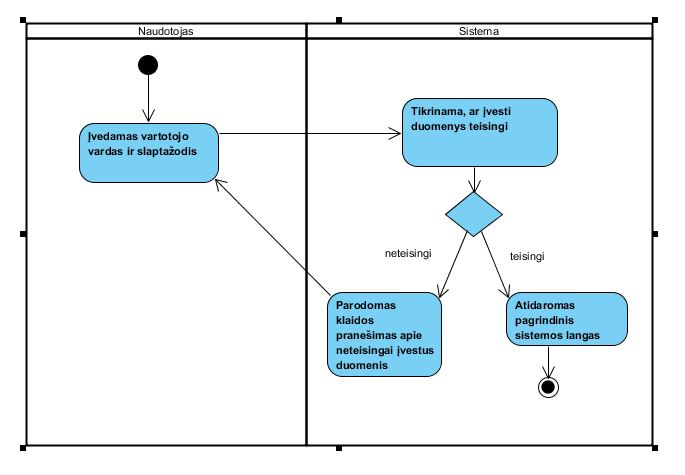 Naudotojas
Sistema
Įvedamas vartotojo
vardas ir slaptažodis
Tikrinama, ar įvesti
duomenys teisingi
neteisingi
teisingi
Parodomas
klaidos
pranešimas apie
neteisingai įvestus
duomenis
Atidaromas
pagrindinis
sistemos langas